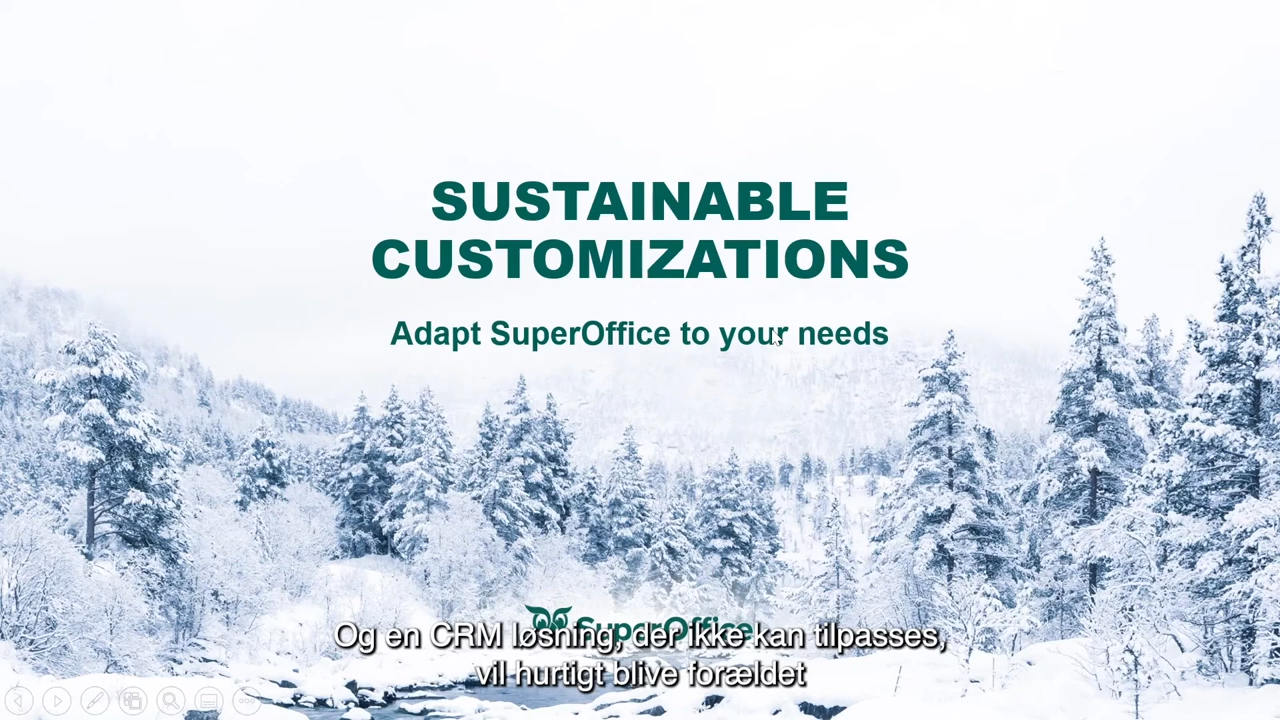 SUSTAINABLE
CUSTOMIZATIONS
Adapt SuperOffice to your needs
SuperOffice
Og en CRM løsning, der ikke kan tilpasses,
vil hurtigt blive forældet